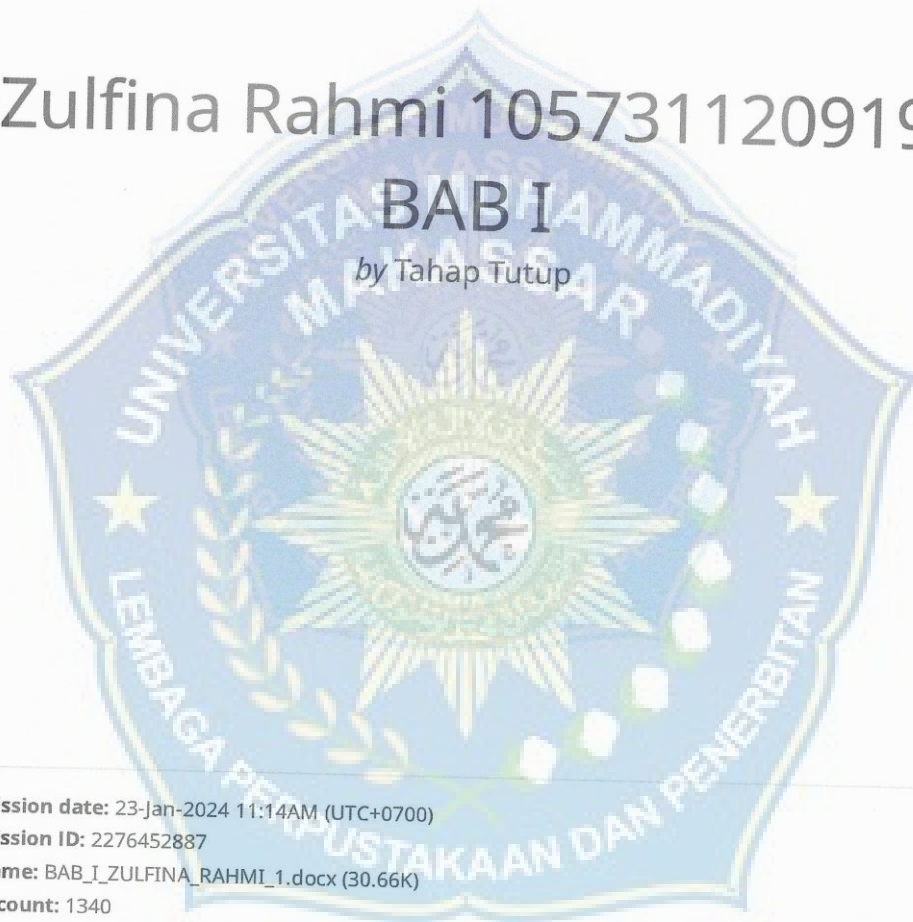 Zulfina Rahmi 105731120919
BAB I
by Tahap Tutup
UNIVERSITAS MUHAMMADIYAH
MAKASSAR
LEMBAGA PERPUSTAKAAN DAN PENERBITAN
ssion date: 23-Jan-2024 11:14AM (UTC+0700)
ssion ID: 2276452887
me: BAB_I_ZULFINA_RAHMI_1.docx (30.66K)
count: 1340